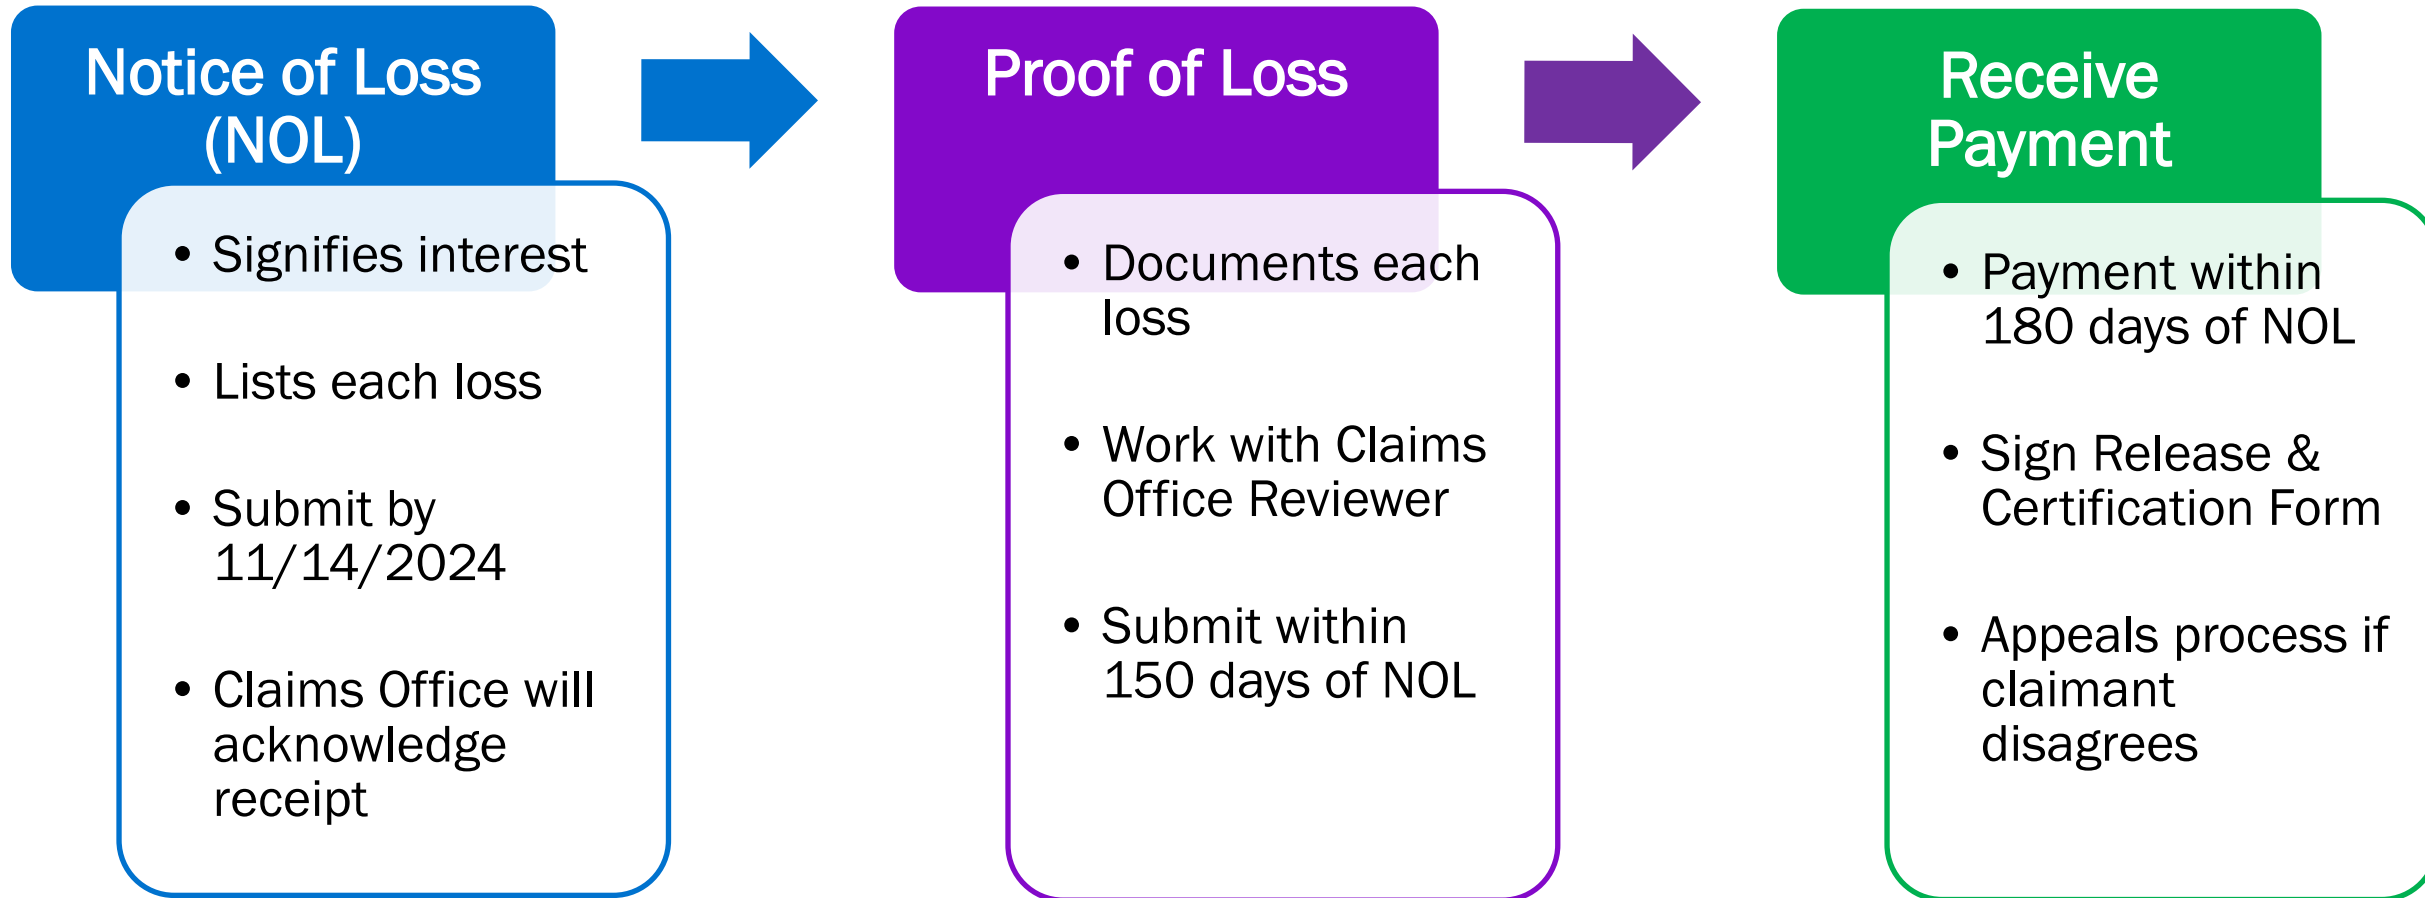 Notice of Loss
(NOL)
• Signifies interest
• Lists each loss
• Submit by
11/14/2024
• Claims Office will
acknowledge
receipt
Proof of Loss
• Documents each
loss
• Work with Claims
Office Reviewer
• Submit within
150 days of NOL
Receive
Payment
• Payment within
180 days of NOL
• Sign Release &
Certification Form
• Appeals process if
claimant
disagrees